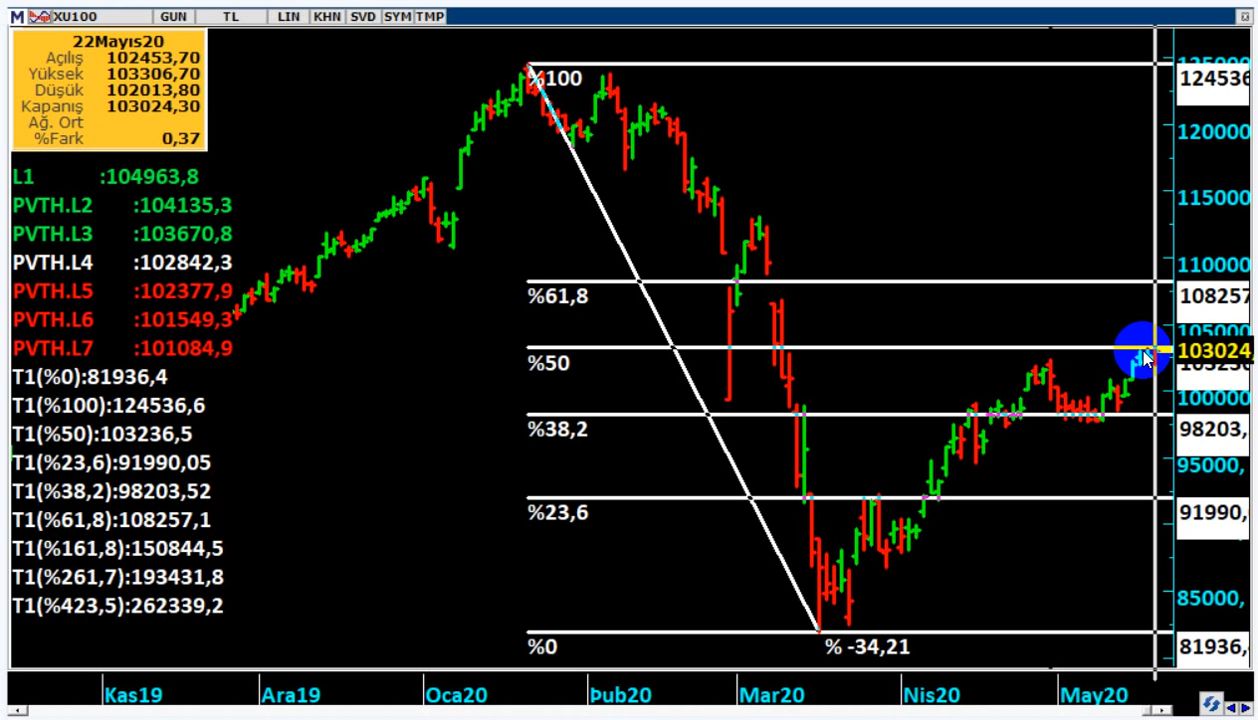 M XU100 GUN TL LIN KHN SVD SYM TMP
22Mayıs20
Açılış 102453,70
Yüksek 103306,70
Düşük 102013,80
Kapanış 103024,30
Ağ. Ort
%Fark 0,37
L1 :104963,8
PVTH.L2 :104135,3
PVTH.L3 :103670,8
PVTH.L4 :102842,3
PVTH.L5 :102377,9
PVTH.L6 :101549,3
PVTH.L7 :101084,9
T1(%0):81936,4
T1(%100):124536,6
T1(%50):103236,5
T1(%23,6):91990,05
T1(%38,2):98203,52
T1(%61,8):108257,1
T1(%161,8):150844,5
T1(%261,7):193431,8
T1(%423,5):262339,2
%100
%61,8
%50
%38,2
%23,6
%0
% -34,21
124536
120000
115000
110000
108257
105000
103024,
100000
98203,
95000,
91990,
85000,
81936,
Kas19 Ara19 Oca20 Þub20 Mar20 Nis20 May20